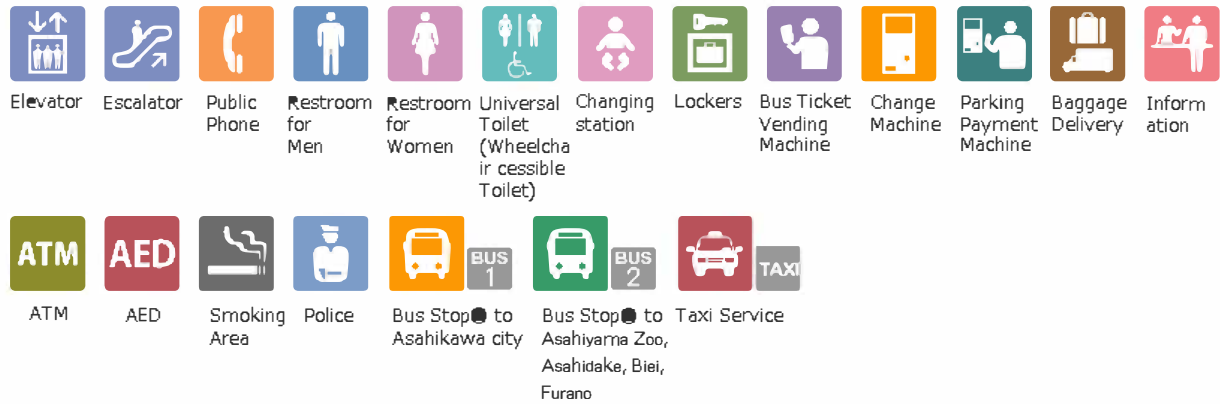 Elevator
Escalator
Public
Phone
Restroom
for
Men
Restroom
for
Women
Universal
Toilet
(Wheelcha
ir cessible
Toilet)
Changing
station
Lockers
Bus Ticket
Vending
Machine
Change
Machine
Parking
Payment
Machine
Baggage
Delivery
Inform
ation
ATM
ATM
AED
AED
Smoking
Area
Police
BUS
1
Bus Stop● to
Asahikawa city
BUS
2
Bus Stop● to
Asahiyama Zoo,
Asahidake, Biei,
Furano
TAXI
Taxi Service